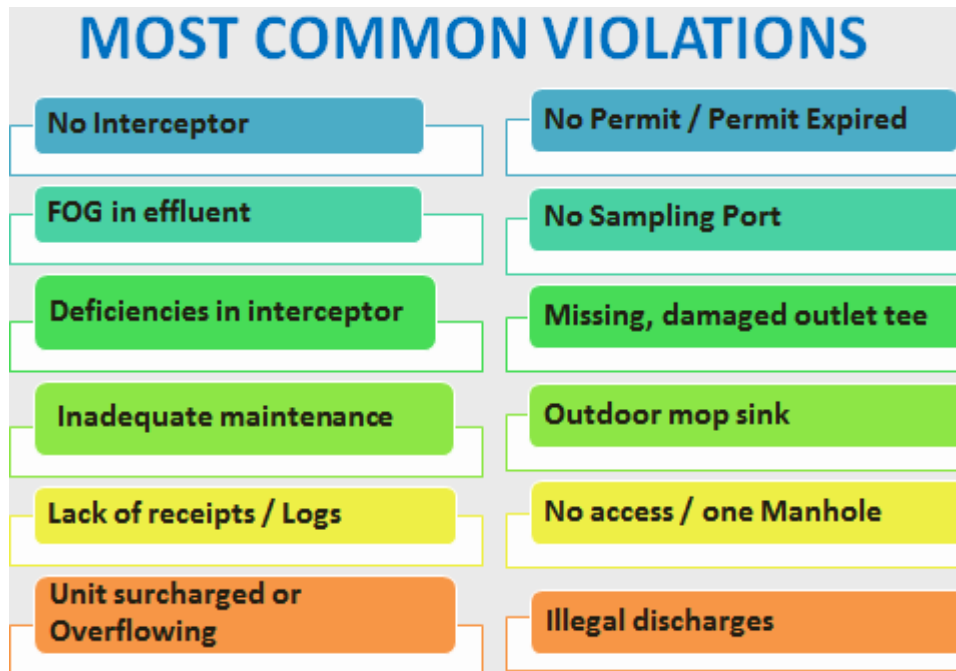 MOST COMMON VIOLATIONS
No Interceptor
FOG in effluent
Deficiencies in interceptor
Inadequate maintenance
Lack of receipts / Logs
Unit surcharged or
Overflowing
No Permit / Permit Expired
No Sampling Port
Missing, damaged outlet tee
Outdoor mop sink
No access / one Manhole
Illegal discharges